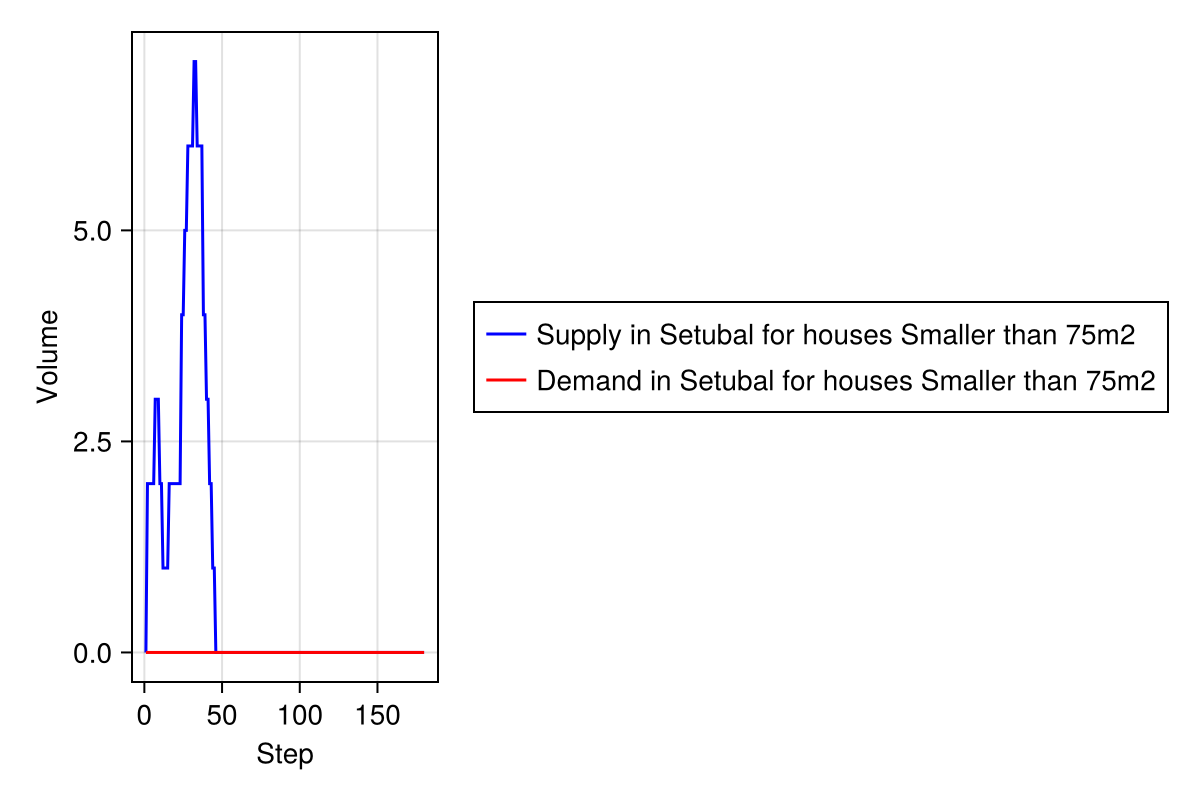 5.0
2.5
0.0
Volume
0 50 100 150
Step
Supply in Setubal for houses Smaller than 75m2
Demand in Setubal for houses Smaller than 75m2